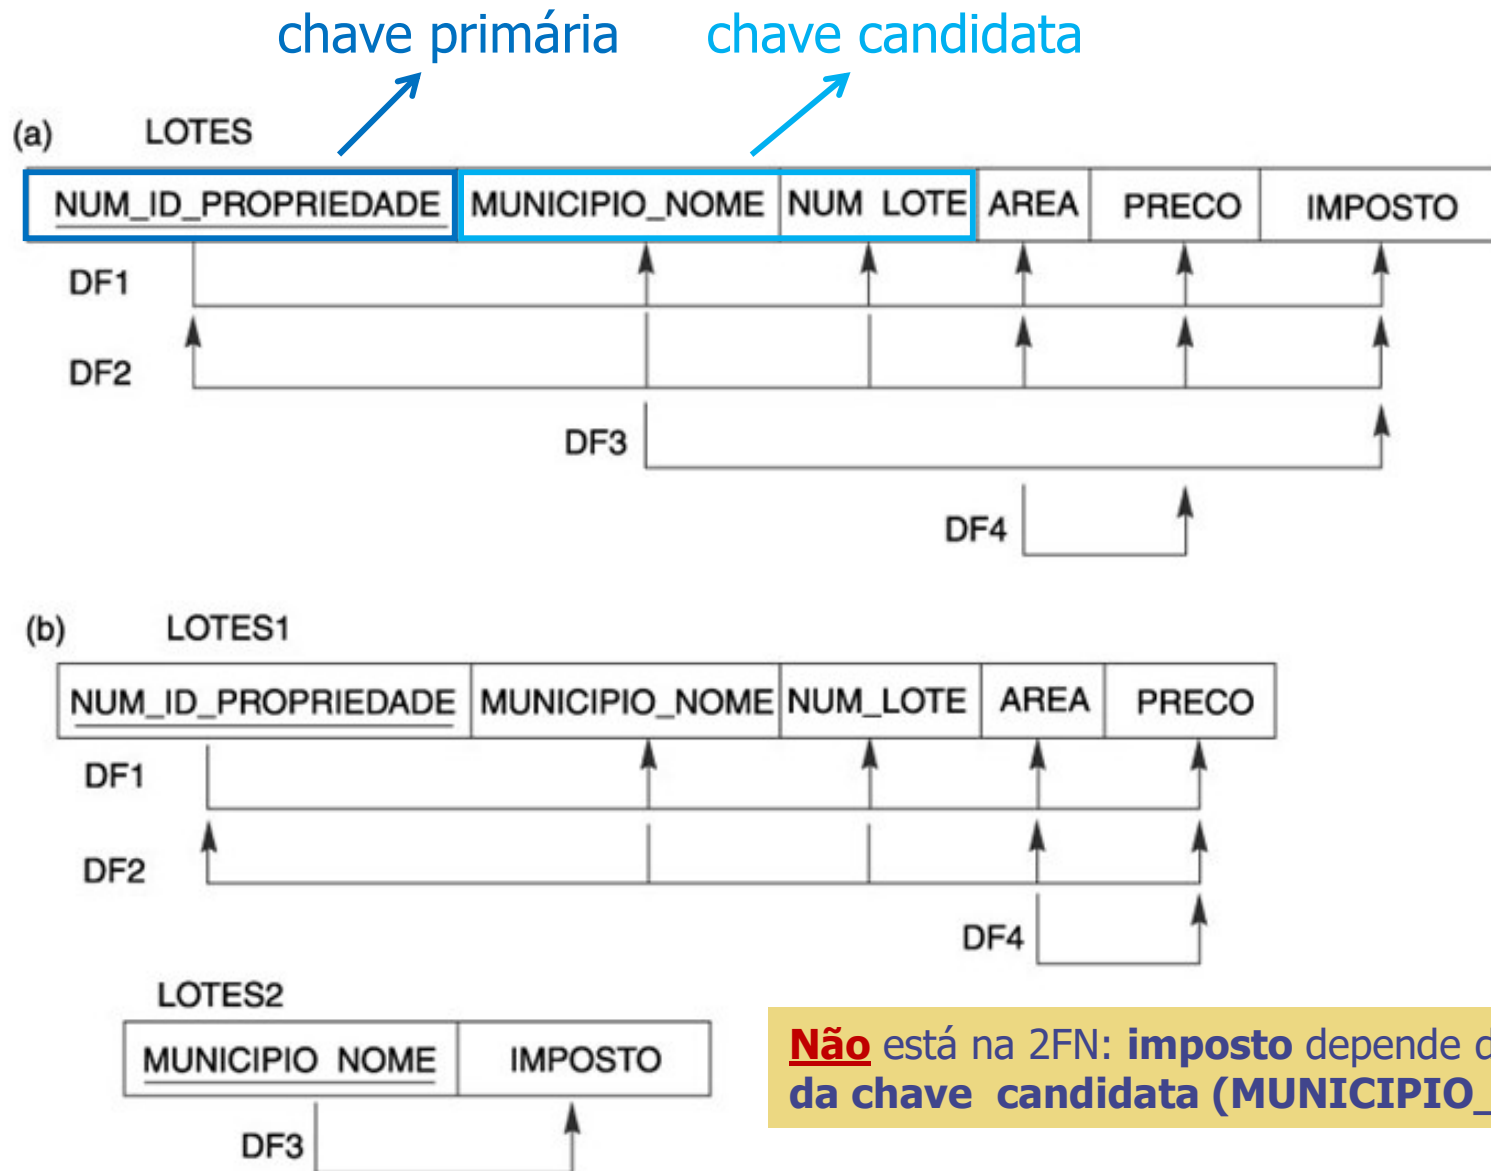 chave primária chave candidata
(a) LOTES
NUM_ID_PROPRIEDADE MUNICIPIO_NOME NUM LOTE AREA PRECO IMPOSTO
DF1
DF2
DF3
DF4
(b) LOTES1
NUM_ID_PROPRIEDADE MUNICIPIO_NOME NUM_LOTE AREA PRECO
DF1
DF2
DF4
LOTES2
MUNICIPIO NOME IMPOSTO
DF3
Não está na 2FN: imposto depende
da chave candidata (MUNICIPIO_